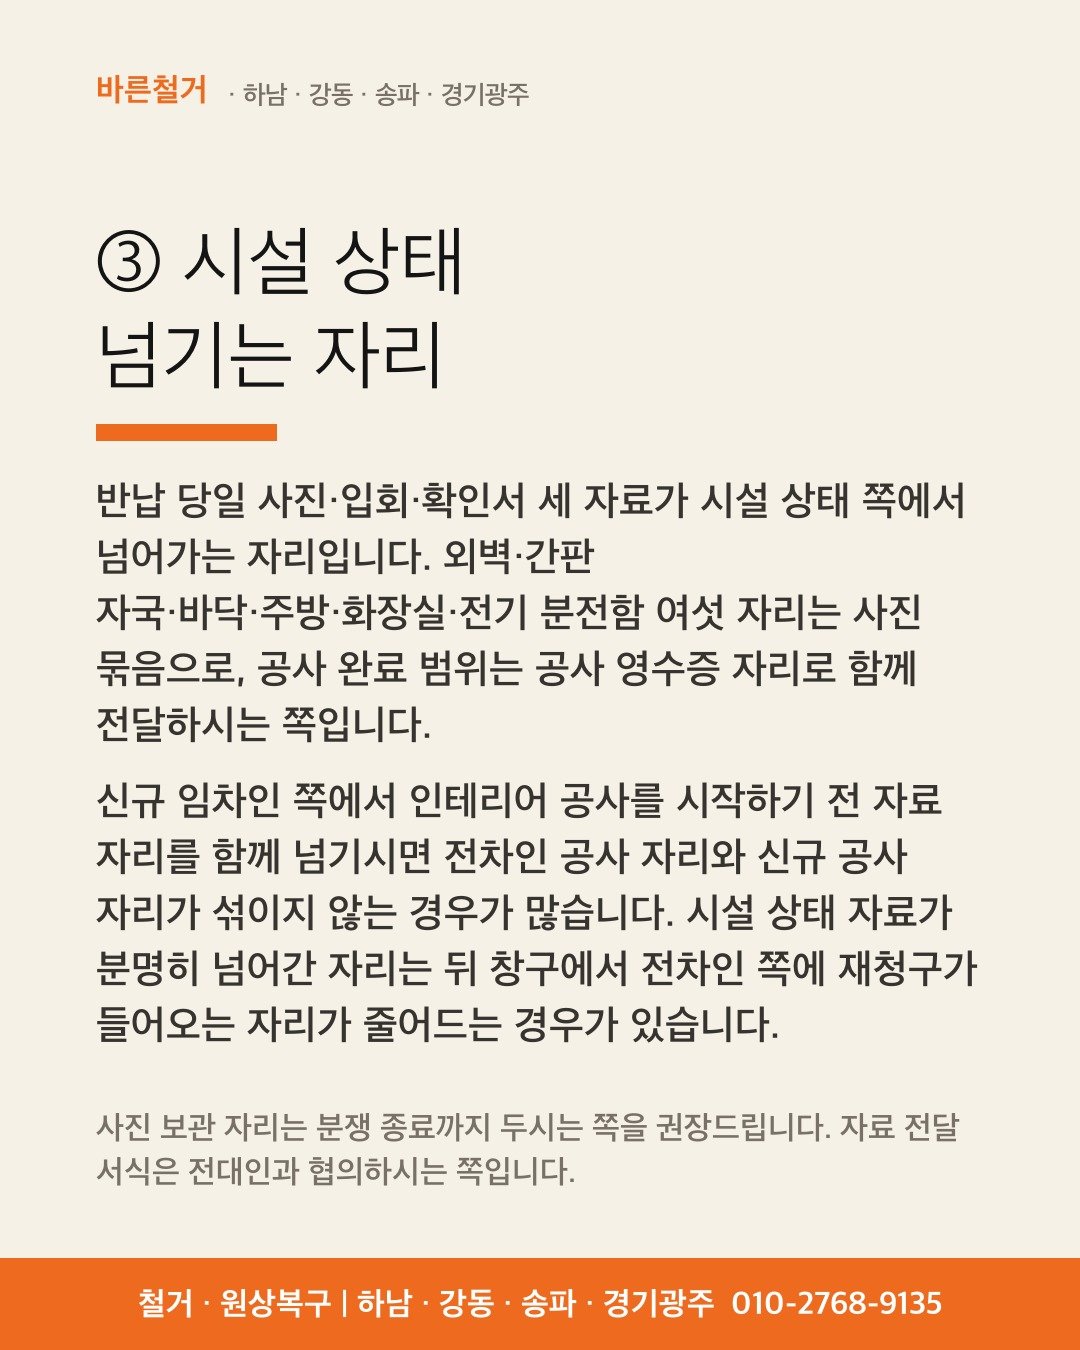 바른철거 · 하남 · 강동 · 송파 · 경기광주
③ 시설 상태
넘기는 자리
반납 당일 사진·입회·확인서 세 자료가 시설 상태 쪽에서
넘어가는 자리입니다. 외벽·간판
자국·바닥·주방·화장실·전기 분전함 여섯 자리는 사진
묶음으로, 공사 완료 범위는 공사 영수증 자리로 함께
전달하시는 쪽입니다.
신규 임차인 쪽에서 인테리어 공사를 시작하기 전 자료
자리를 함께 넘기시면 전차인 공사 자리와 신규 공사
자리가 섞이지 않는 경우가 많습니다. 시설 상태 자료가
분명히 넘어간 자리는 뒤 창구에서 전차인 쪽에 재청구가
들어오는 자리가 줄어드는 경우가 있습니다.
사진 보관 자리는 분쟁 종료까지 두시는 쪽을 권장드립니다. 자료 전달
서식은 전대인과 협의하시는 쪽입니다.
철거 · 원상복구 | 하남 · 강동 · 송파 · 경기광주 010-2768-9135